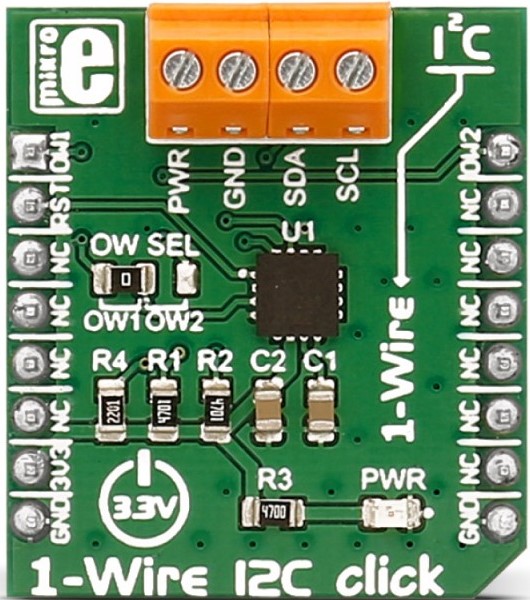 mikro e
I²C
PWR GND SDA SCL
OW1 OW2
RST NC
NC U1 NC
OW SEL
0
OW1 OW2
NC NC
1-Wire
NC NC
R4 R1 R2 C2 C1
2201 4701
NC NC
3V3 NC
R3 PWR
3.3V 4700
GND GND
1-Wire I2C click